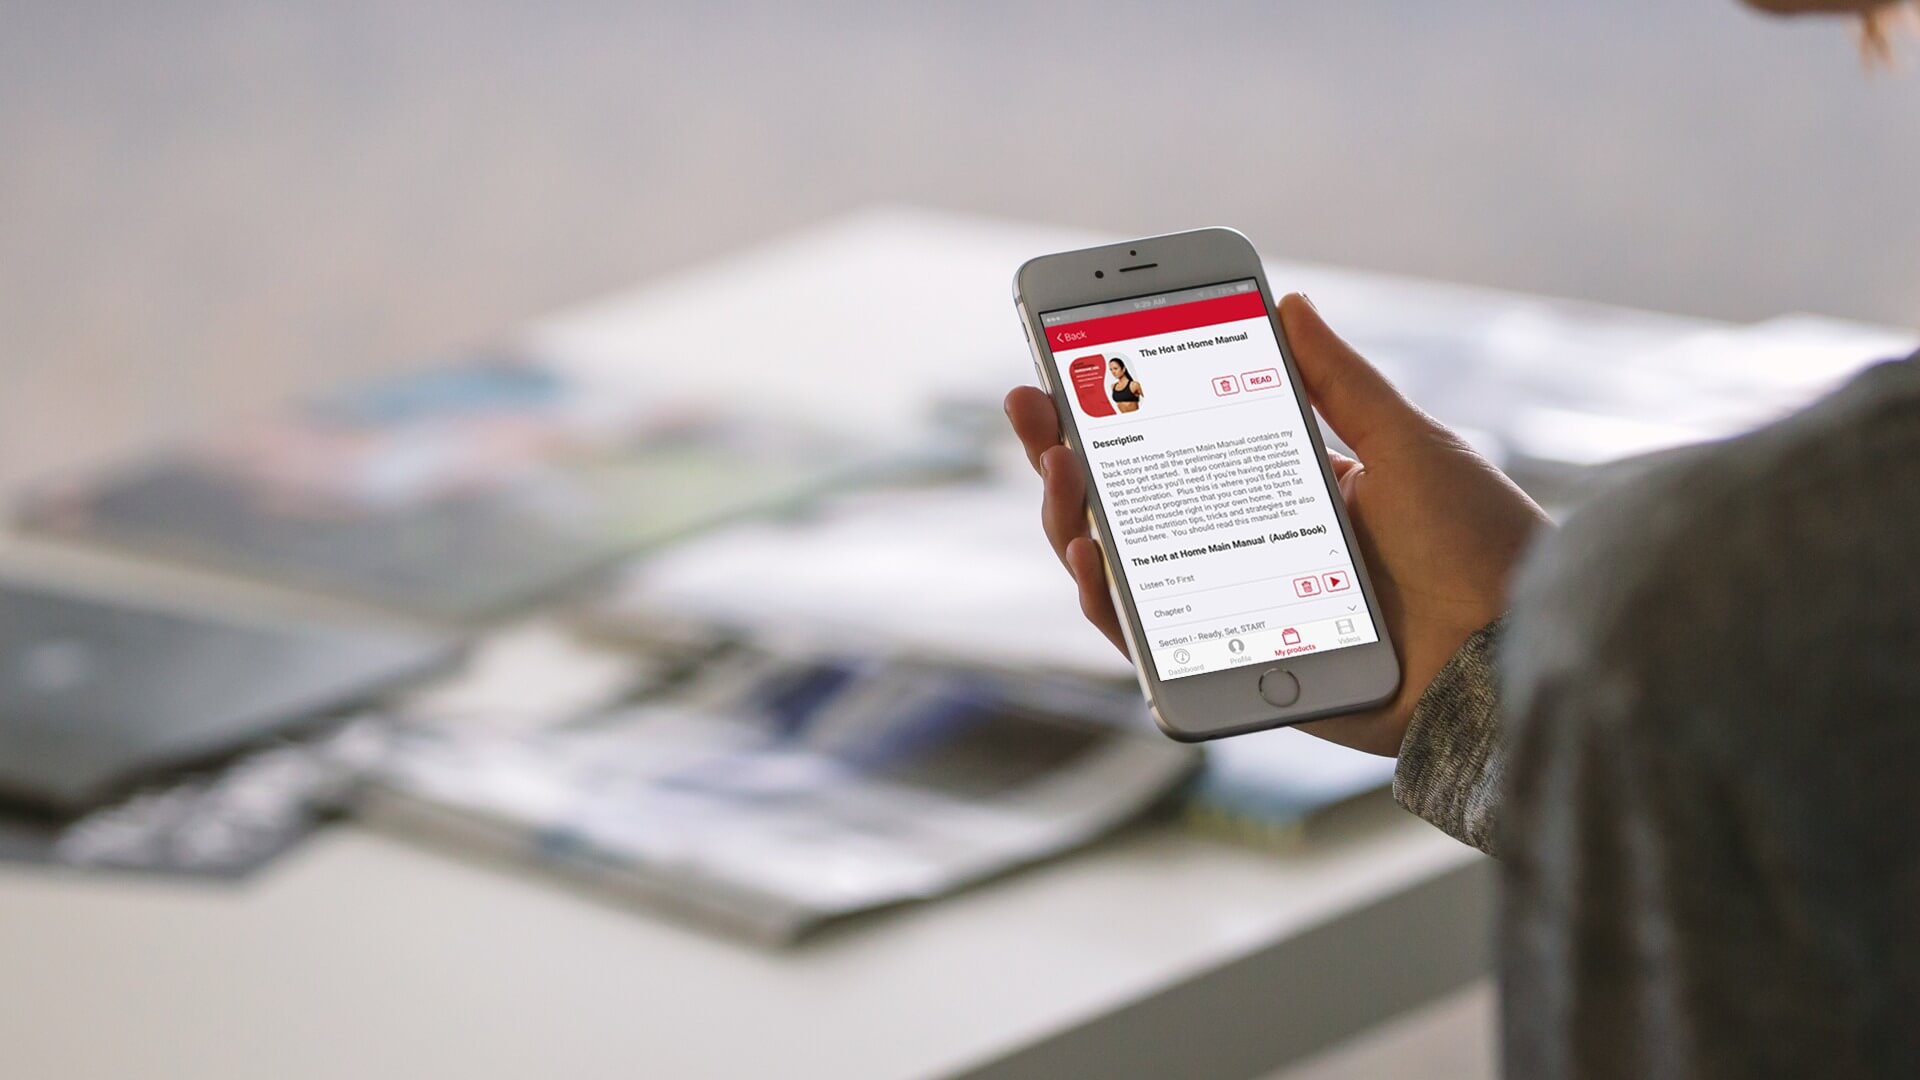 9:29 AM
Back
The Hot at Home Manual
READ
Description
The Hot at Home System Main Manual contains my
back story and all the preliminary information you
need to get started. It also contains all the mindset
tips and tricks you'll need if you're having problems
with motivation. Plus this is where you'll find ALL
the workout programs that you can use to burn fat
and build muscle right in your own home. The
valuable nutrition tips, tricks and strategies are also
found here. You should read this manual first.
The Hot at Home Main Manual (Audio Book)
Listen To First
Chapter 0
Section I - Ready, Set, START
Dashboard Profile My products Videos